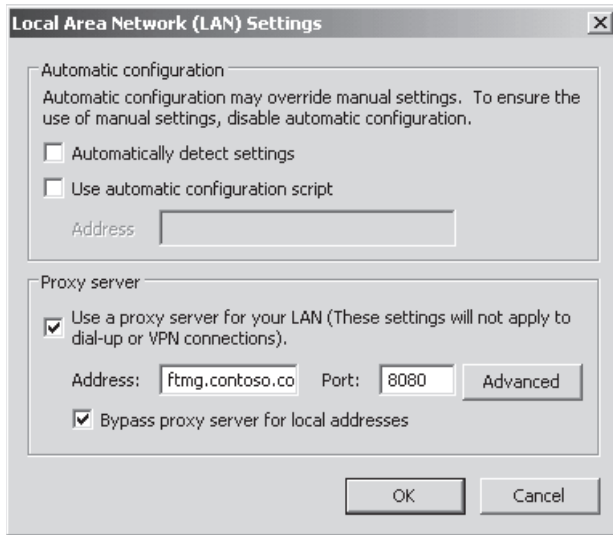 Local Area Network (LAN) Settings
Automatic configuration
Automatic configuration may override manual settings. To ensure the
use of manual settings, disable automatic configuration.
Automatically detect settings
Use automatic configuration script
Address
Proxy server
Use a proxy server for your LAN (These settings will not apply to
dial-up or VPN connections).
Address: ftmg.contoso.co Port: 8080 Advanced
Bypass proxy server for local addresses
OK Cancel